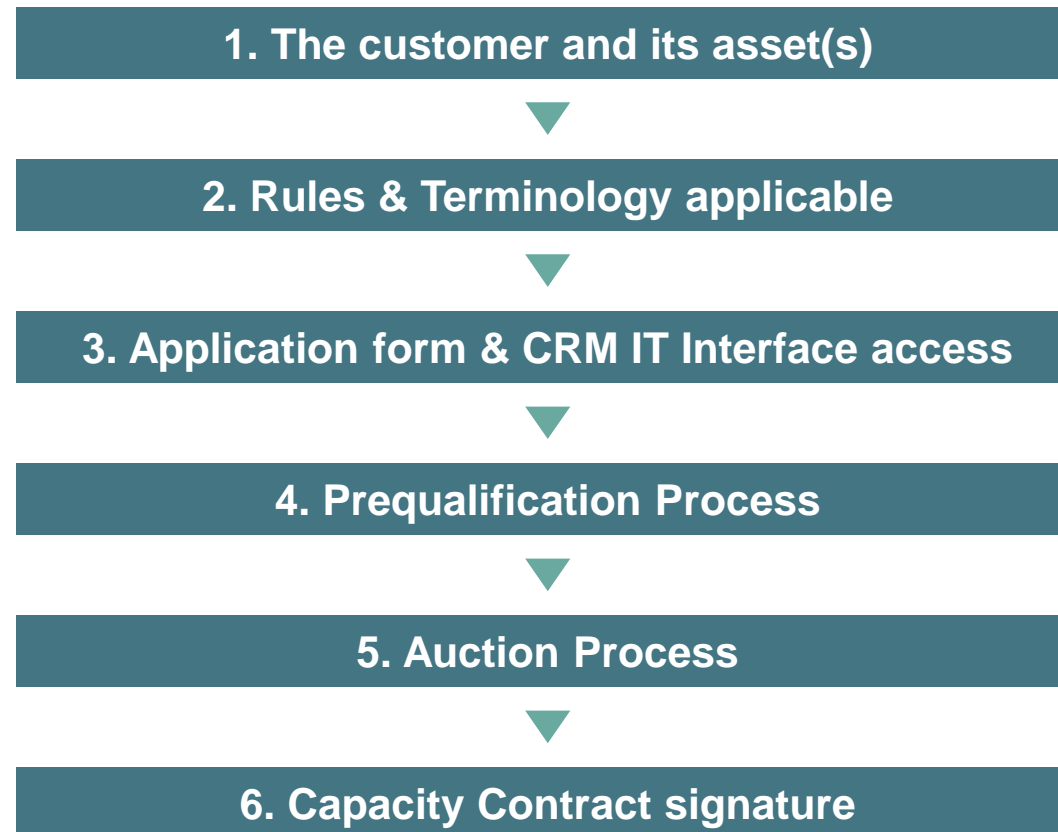 1. The customer and its asset(s)
2. Rules & Terminology applicable
3. Application form & CRM IT Interface access
4. Prequalification Process
5. Auction Process
6. Capacity Contract signature